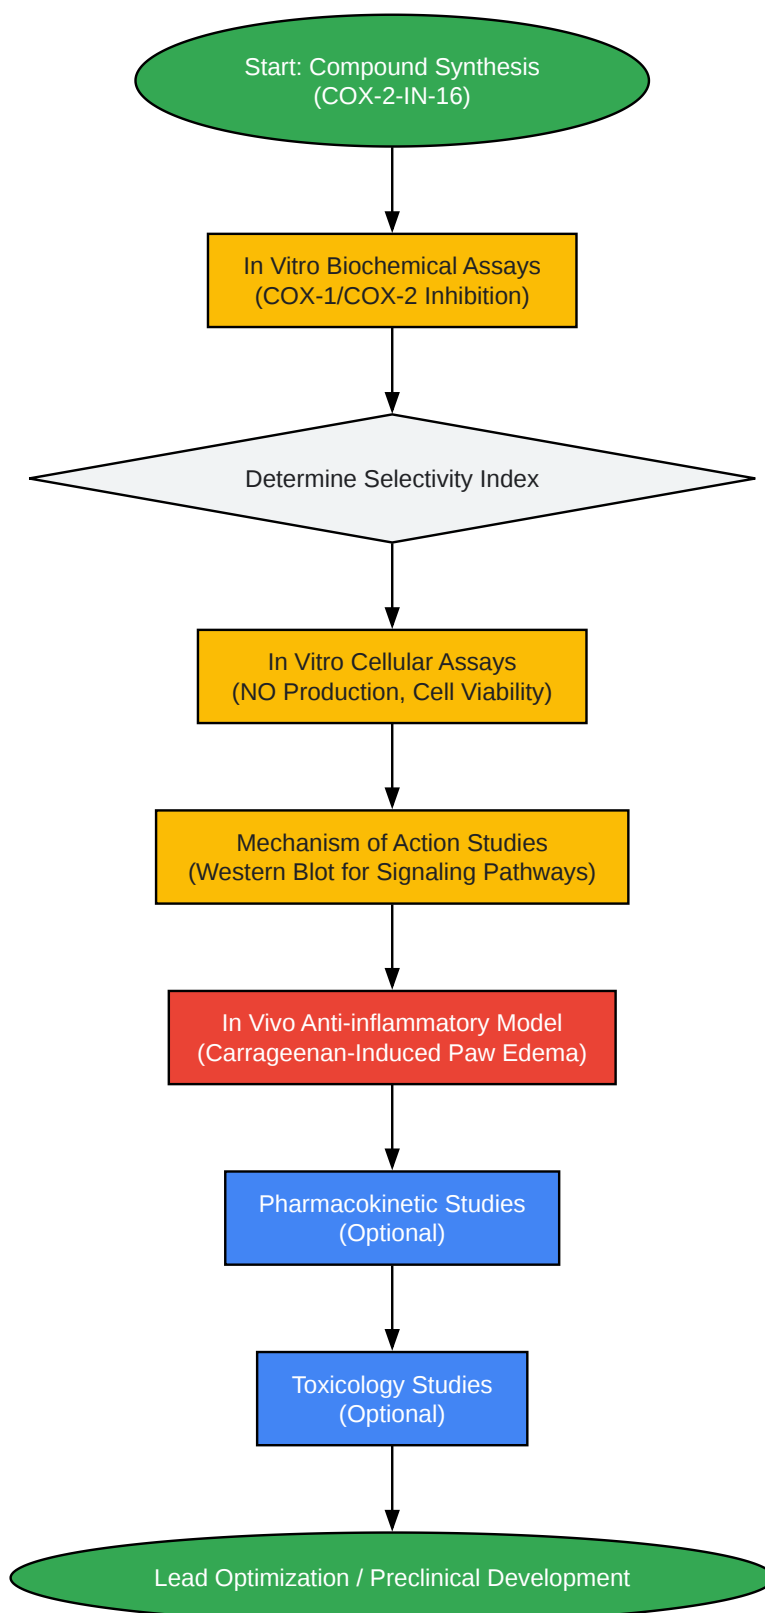 Start: Compound Synthesis
(COX-2-IN-16)
In Vitro Biochemical Assays
(COX-1/COX-2 Inhibition)
Determine Selectivity Index
In Vitro Cellular Assays
(NO Production, Cell Viability)
Mechanism of Action Studies
(Western Blot for Signaling Pathways)
In Vivo Anti-inflammatory Model
(Carrageenan-Induced Paw Edema)
Pharmacokinetic Studies
(Optional)
Toxicology Studies
(Optional)
Lead Optimization / Preclinical Development